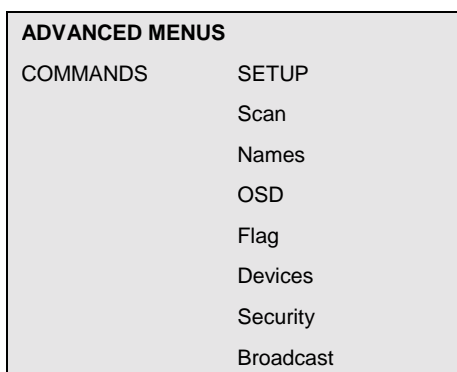 ADVANCED MENUS
COMMANDS SETUP
Scan
Names
OSD
Flag
Devices
Security
Broadcast